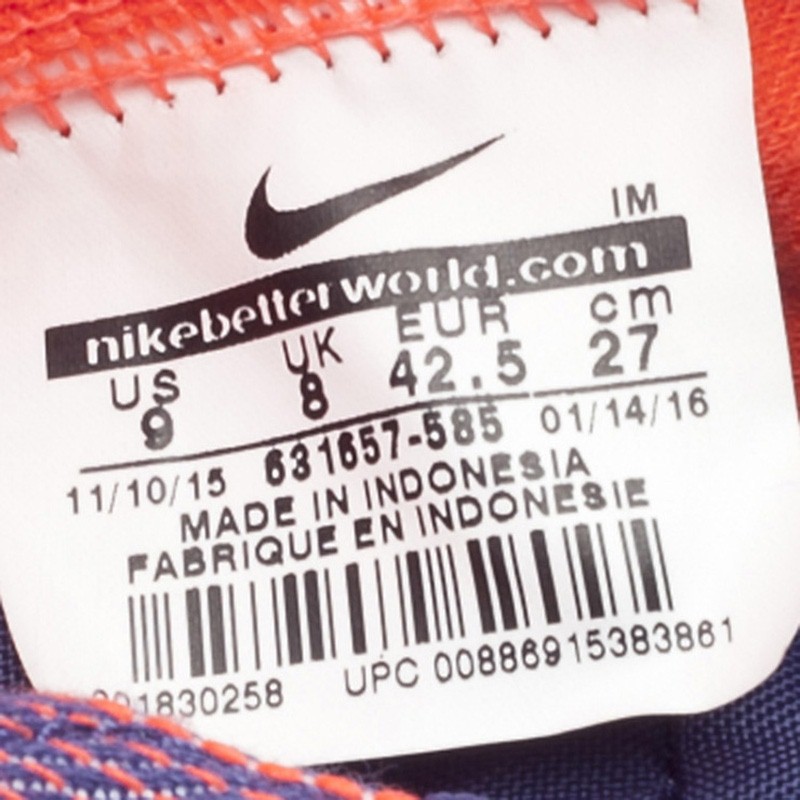 IM
nikebetterworld.com
US UK EUR cm
9 8 42.5 27
11/10/15 631657-585 01/14/16
MADE IN INDONESIA
FABRIQUE EN INDONESIE
1830258 UPC 00886915383861